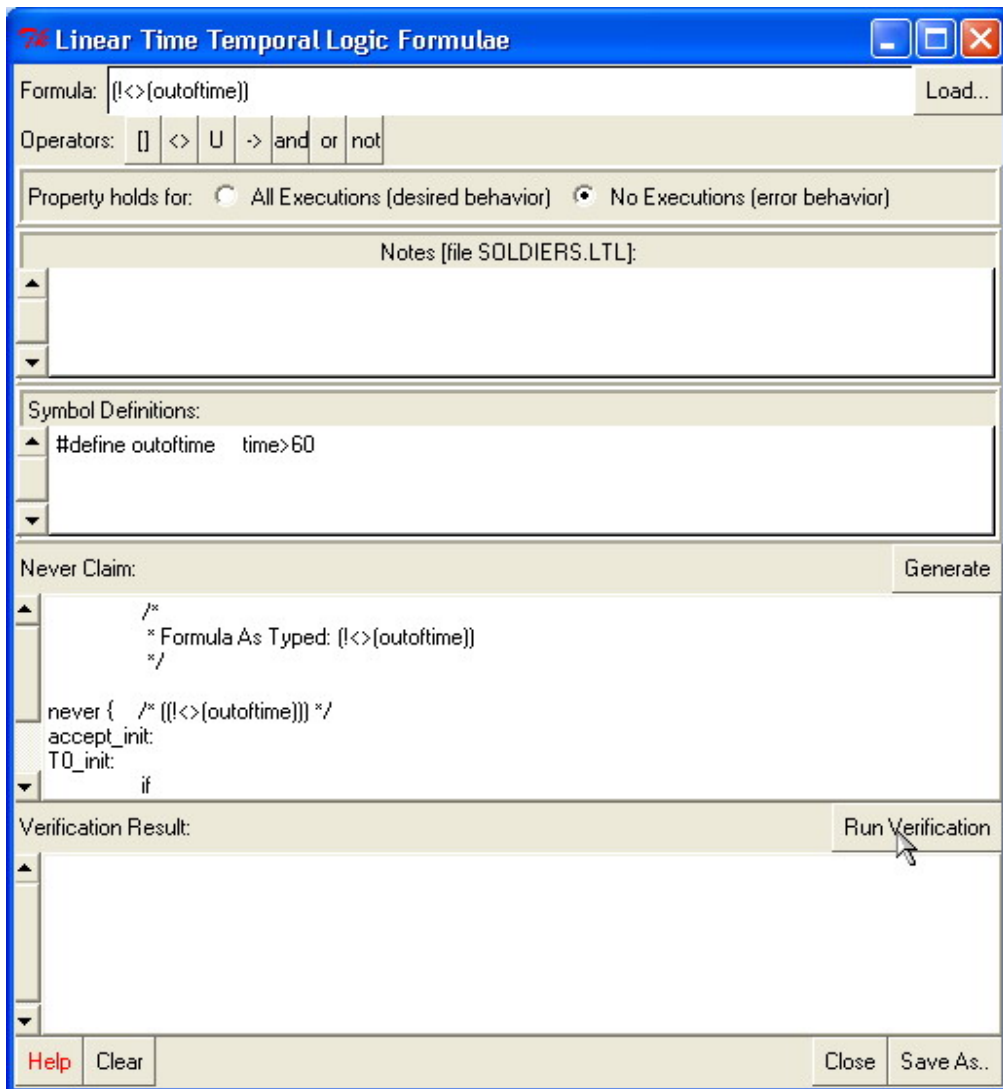 Tk Linear Time Temporal Logic Formulae
Formula: (!<>(outoftime)) Load...
Operators: [] <> U -> and or not
Property holds for: All Executions (desired behavior) No Executions (error behavior)
Notes [file SOLDIERS.LTL]:
Symbol Definitions:
#define outoftime time>60
Never Claim: Generate
/*
* Formula As Typed: (!<>(outoftime))
*/
never { /* ((!<>(outoftime))) */
accept_init:
T0_init:
if
Verification Result: Run Verification
Help Clear Close Save As..